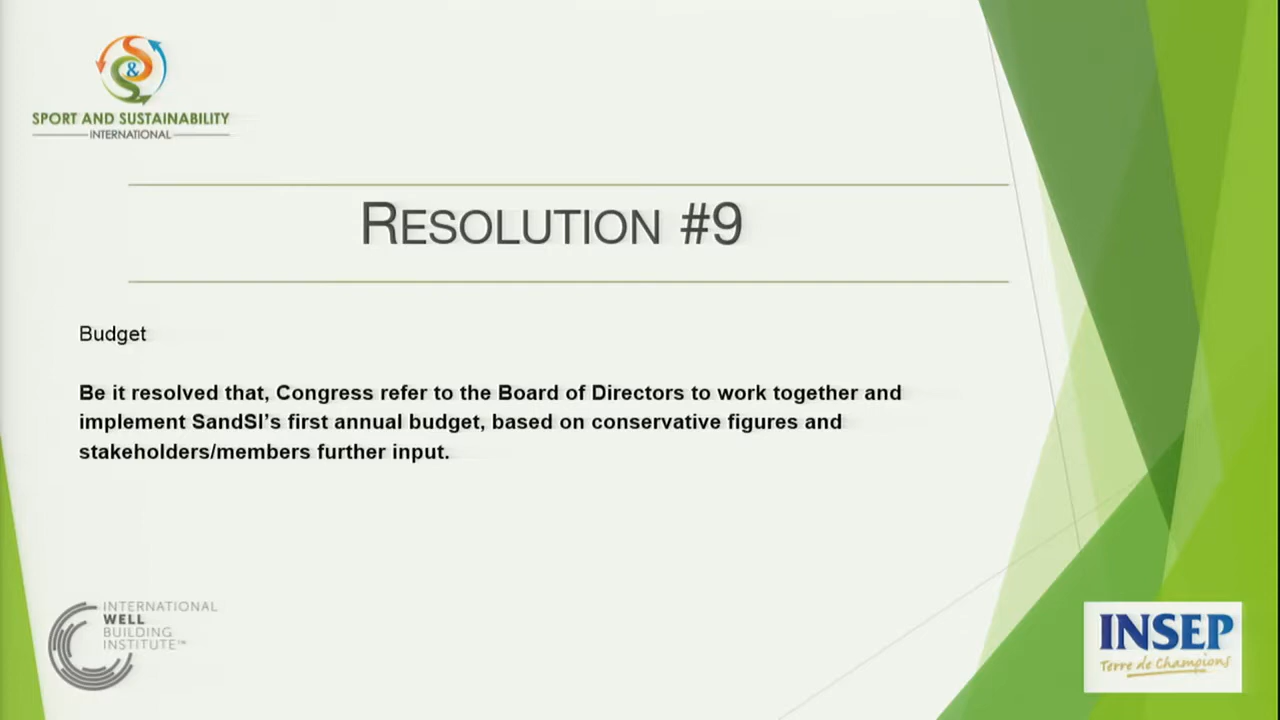 S&S
SPORT AND SUSTAINABILITY
INTERNATIONAL
RESOLUTION #9
Budget
Be it resolved that, Congress refer to the Board of Directors to work together and
implement SandSI's first annual budget, based on conservative figures and
stakeholders/members further input.
INTERNATIONAL
WELL
BUILDING
INSTITUTE™
INSEP
Terre de Champions